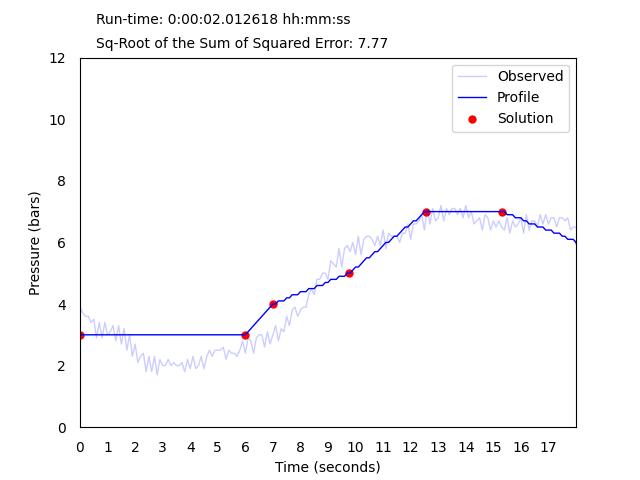 Run-time: 0:00:02.012618 hh:mm:ss
Sq-Root of the Sum of Squared Error: 7.77
12
10
8
6
4
2
0
Pressure (bars)
Observed
Profile
Solution
0 1 2 3 4 5 6 7 8 9 10 11 12 13 14 15 16 17
Time (seconds)